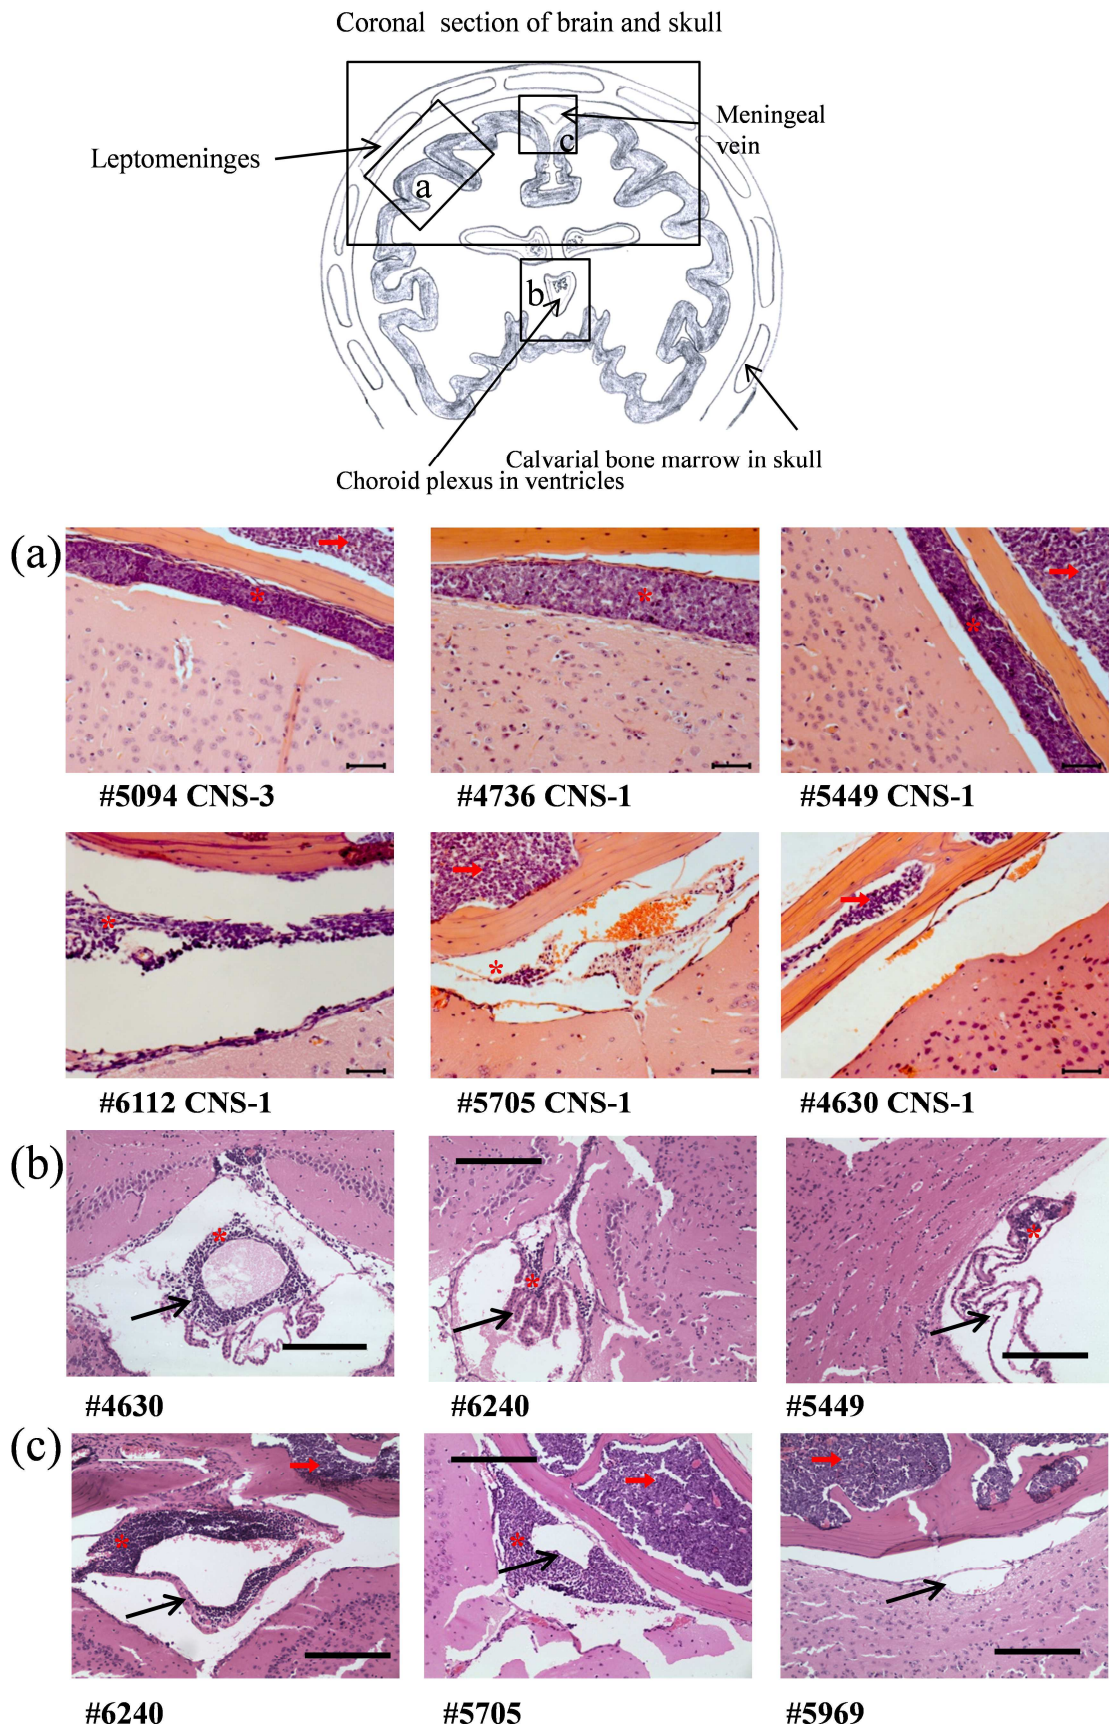 Coronal section of brain and skull
Meningeal
vein
Leptomeninges
c
a
b
Calvarial bone marrow in skull
Choroid plexus in ventricles
(a)
*
*
*
#5094 CNS-3 #4736 CNS-1 #5449 CNS-1
*
*
#6112 CNS-1 #5705 CNS-1 #4630 CNS-1
(b)
*
*
*
#4630 #6240 #5449
(c)
*
*
#6240 #5705 #5969